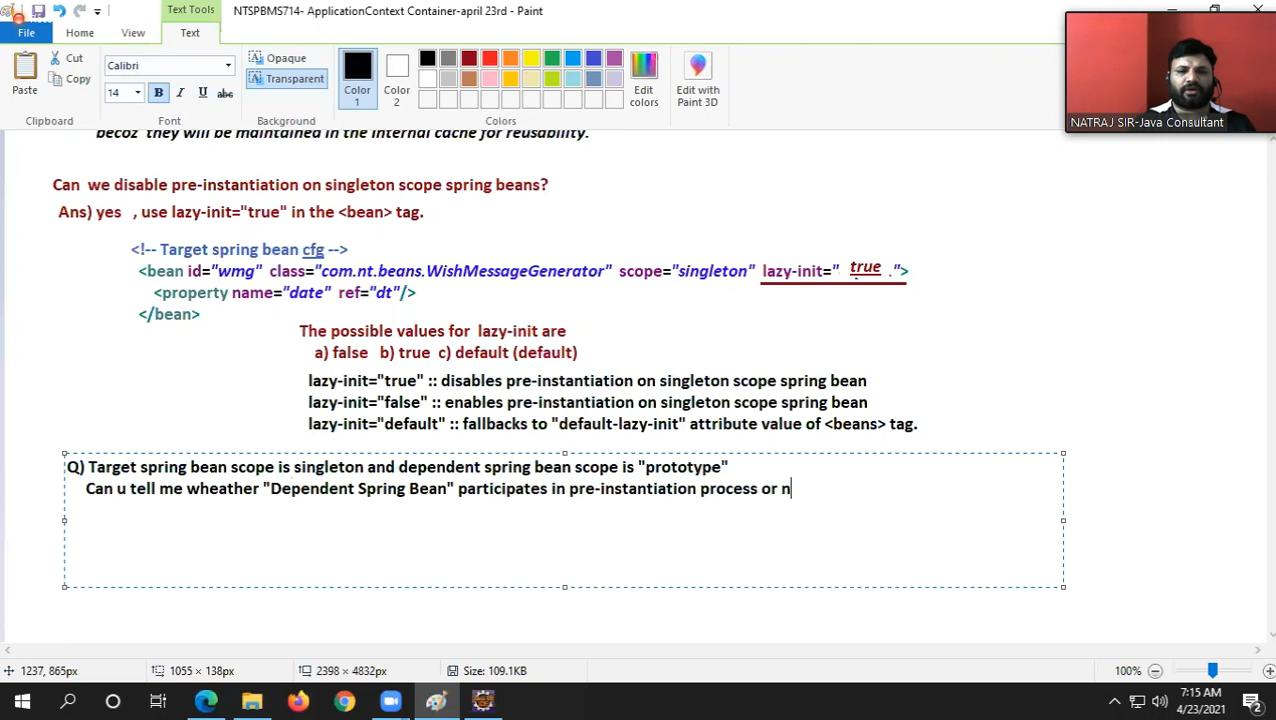 Text Tools
NTSPBMS714- ApplicationContext Container-april 23rd - Paint
File
Home
View
Text
Paste
Cut
Copy
Calibri
14
B
I
U
abc
Opaque
Transparent
Color
1
Color
2
Edit
colors
Edit with
Paint 3D
Clipboard
Font
Background
Colors
NATRAJ SIR-Java Consultant
becoz they will be maintained in the internal cache for reusability.
Can we disable pre-instantiation on singleton scope spring beans?
Ans) yes , use lazy-init="true" in the <bean> tag.
<!-- Target spring bean cfg -->
<bean id="wmg" class="com.nt.beans.WishMessageGenerator" scope="singleton" lazy-init=" true .">
<property name="date" ref="dt"/>
</bean>
The possible values for lazy-init are
a) false b) true c) default (default)
lazy-init="true" :: disables pre-instantiation on singleton scope spring bean
lazy-init="false" :: enables pre-instantiation on singleton scope spring bean
lazy-init="default" :: fallbacks to "default-lazy-init" attribute value of <beans> tag.
Q) Target spring bean scope is singleton and dependent spring bean scope is "prototype"
Can u tell me wheather "Dependent Spring Bean" participates in pre-instantiation process or n
1237, 865px
1055 × 138px
2398 × 4832px
Size: 109.1KB
100%
7:15 AM
4/23/2021
2